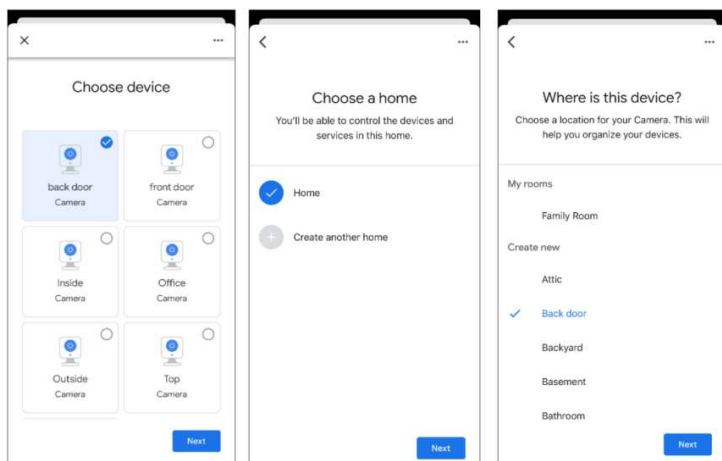 Choose device
back door
Camera
front door
Camera
Inside
Camera
Office
Camera
Outside
Camera
Top
Camera
Next
Choose a home
You'll be able to control the devices and
services in this home.
Home
Create another home
Next
Where is this device?
Choose a location for your Camera. This will
help you organize your devices.
My rooms
Family Room
Create new
Attic
Back door
Backyard
Basement
Bathroom
Next